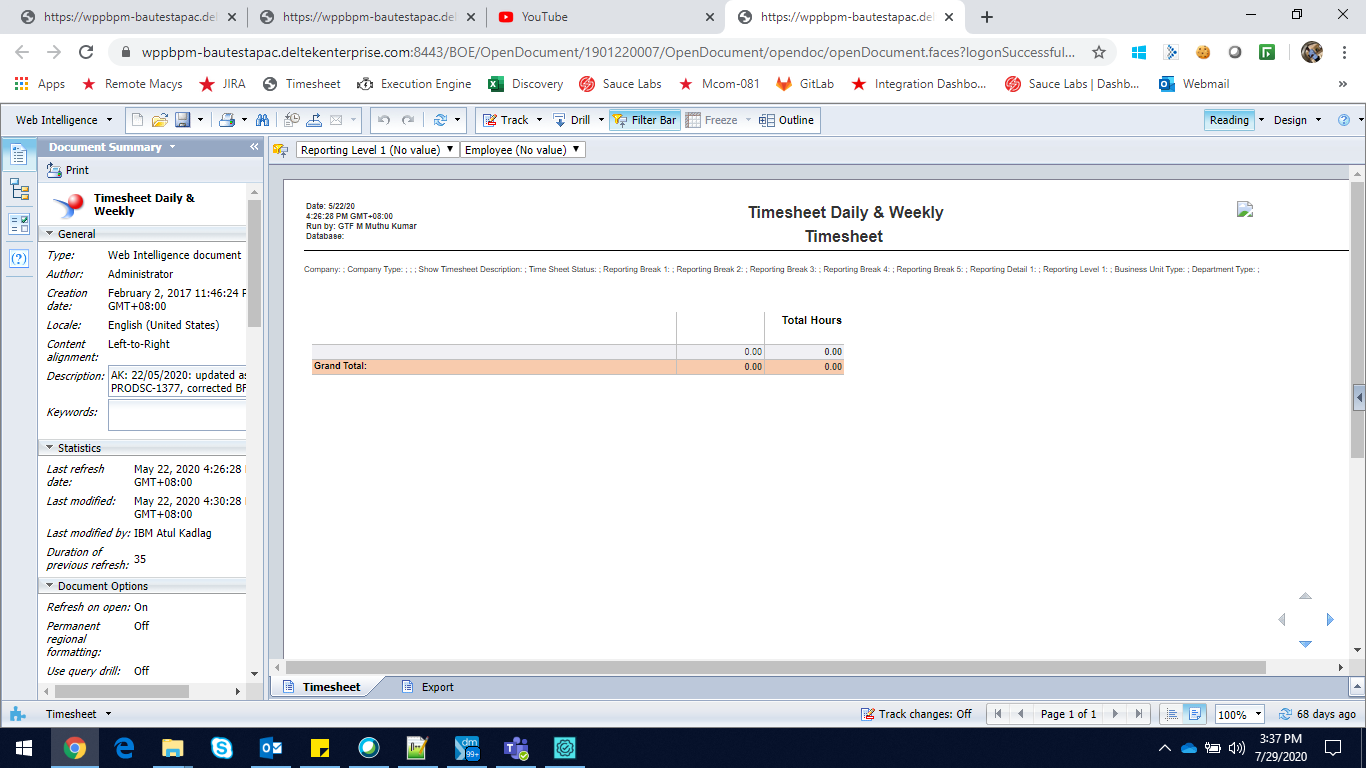 https://wppbpm-bautestapac.del
https://wppbpm-bautestapac.del
YouTube
https://wppbpm-bautestapac.del
wppbpm-bautestapac.deltekenterprise.com:8443/BOE/OpenDocument/1901220007/OpenDocument/opendoc/openDocument.faces?logonSuccessful...
Apps Remote Macys JIRA Timesheet Execution Engine Discovery Sauce Labs Mcom-081 GitLab Integration Dashbo... Sauce Labs | Dashb... Webmail »
Web Intelligence Track Drill Filter Bar Freeze Outline Reading Design
Document Summary
Print
Reporting Level 1 (No value) Employee (No value)
Timesheet Daily &
Weekly
General
Type: Web Intelligence document
Author: Administrator
Creation February 2, 2017 11:46:24
date: GMT+08:00
Locale: English (United States)
Content Left-to-Right
alignment:
Description: AK: 22/05/2020: updated as
PRODSC-1377, corrected
Keywords:
Statistics
Last refresh May 22, 2020 4:26:28
date: GMT+08:00
Last modified: May 22, 2020 4:30:28
GMT+08:00
Last modified by: IBM Atul Kadlag
Duration of
previous refresh: 35
Document Options
Refresh on open: On
Permanent Off
regional
formatting:
Use query drill: Off
Date: 5/22/20
4:26:28 PM GMT+08:00
Run by: GTF M Muthu Kumar
Database:
Timesheet Daily & Weekly
Timesheet
Company: ; Company Type: ; ; ; Show Timesheet Description: ; Time Sheet Status: ; Reporting Break 1: ; Reporting Break 2: ; Reporting Break 3: ; Reporting Break 4: ; Reporting Break 5: ; Reporting Detail 1: ; Reporting Level 1: ; Business Unit Type: ; Department Type: ;
Total Hours
0.00 0.00
Grand Total: 0.00 0.00
Timesheet Export
Timesheet Track changes: Off Page 1 of 1 100% 68 days ago
dm
99+
3:37 PM
7/29/2020